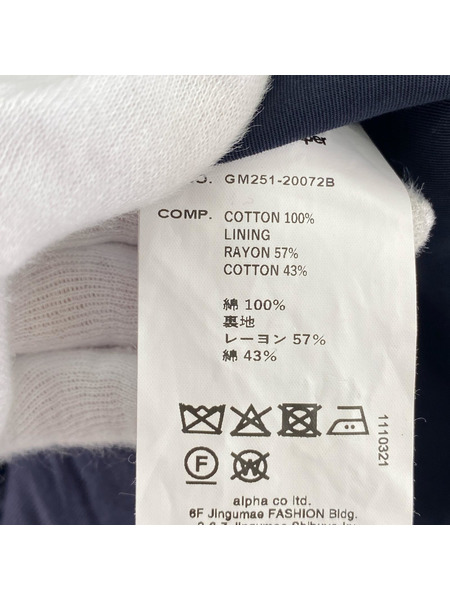 per
O. GM251-20072B
COMP. COTTON 100%
LINING
RAYON 57%
COTTON 43%
綿 100%
裏地
レーヨン 57%
綿 43%
1110321
F W
alpha co ltd.
6F Jingumae FASHION Bldg.